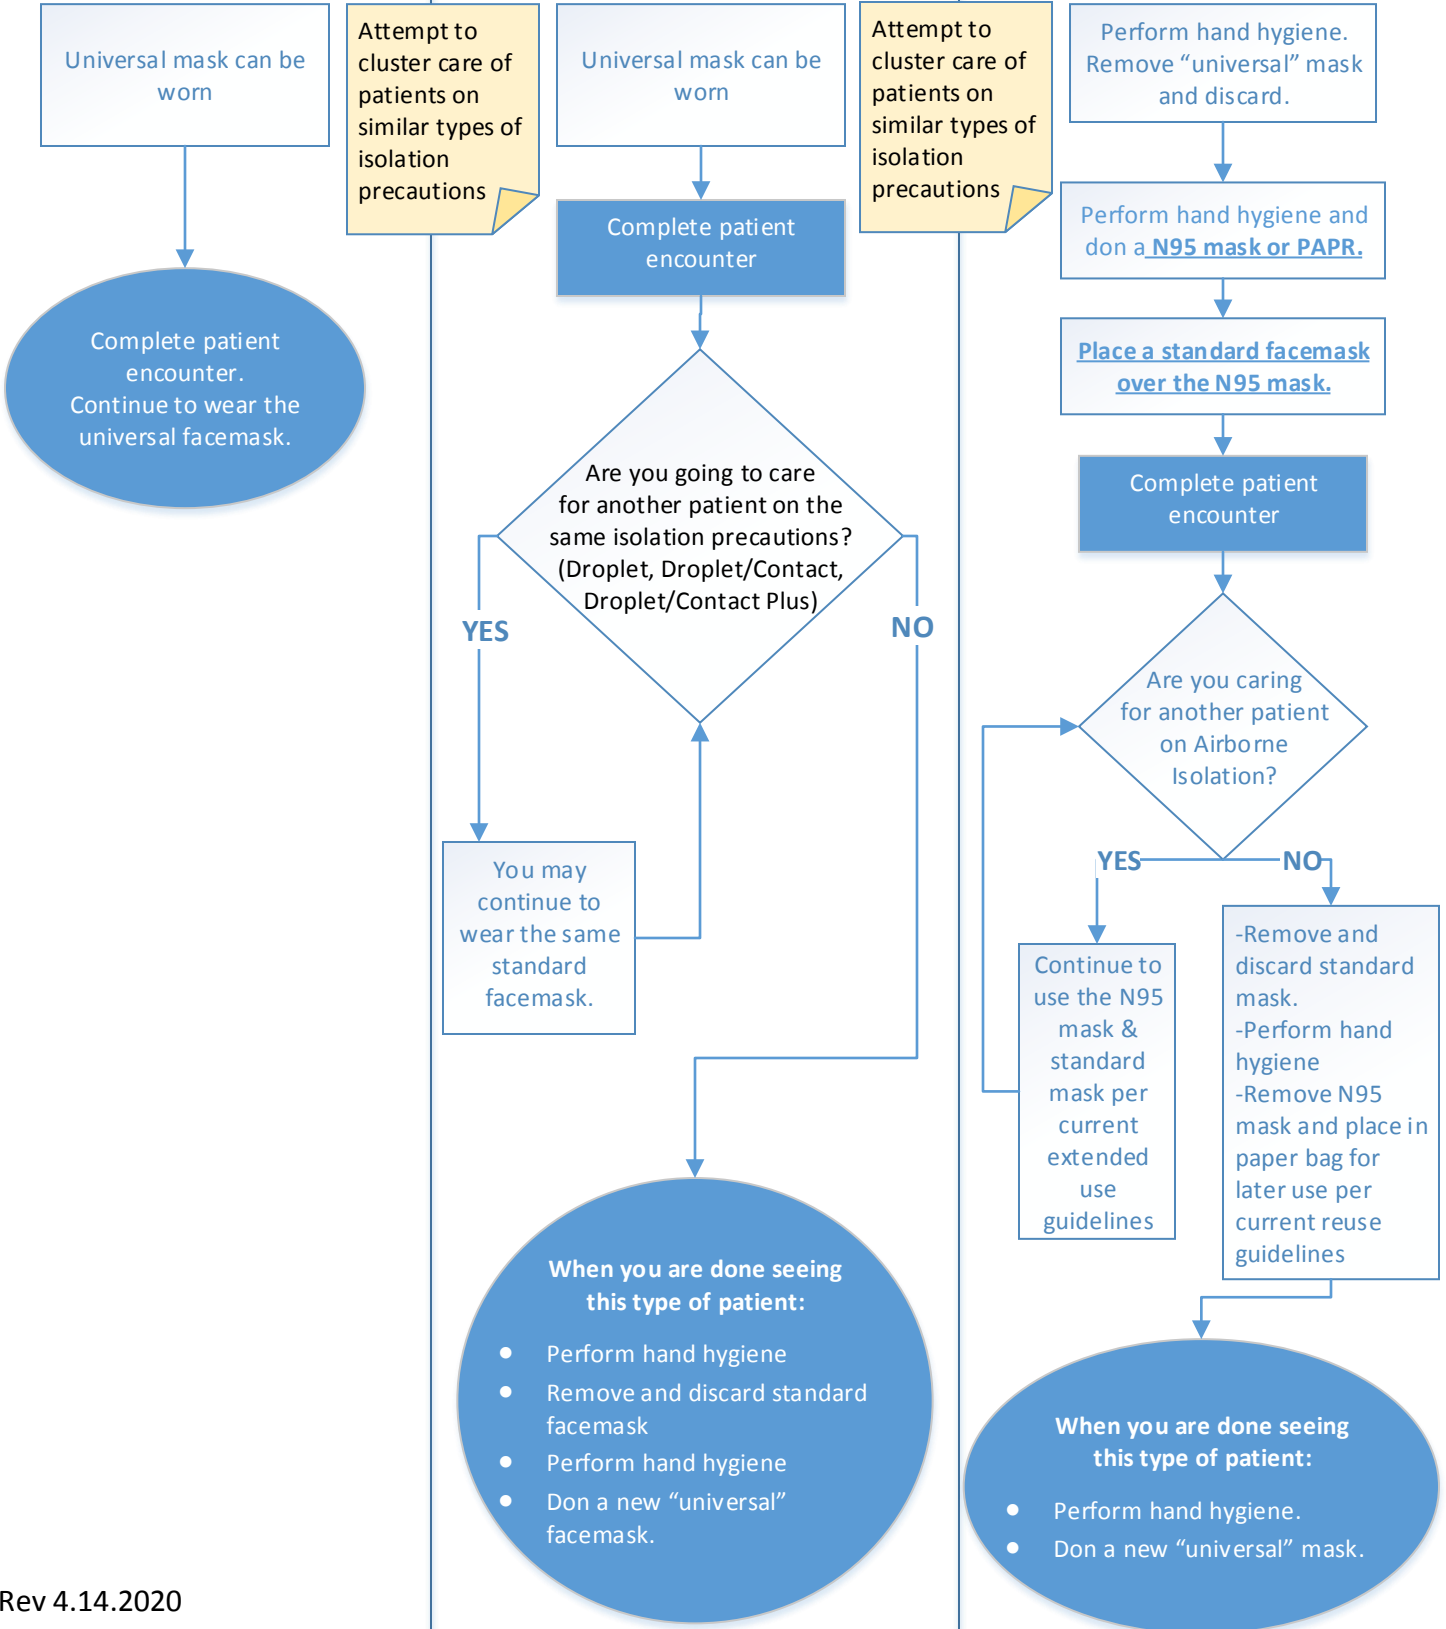 Universal mask can be
worn
Complete patient
encounter.
Continue to wear the
universal facemask.
Attempt to
cluster care of
patients on
similar types of
isolation
precautions
Universal mask can be
worn
Complete patient
encounter
Are you going to care
for another patient on the
same isolation precautions?
(Droplet, Droplet/Contact,
Droplet/Contact Plus)
YES
NO
You may
continue to
wear the same
standard
facemask.
When you are done seeing
this type of patient:
• Perform hand hygiene
• Remove and discard standard
facemask
• Perform hand hygiene
• Don a new “universal”
facemask.
Attempt to
cluster care of
patients on
similar types of
isolation
precautions
Perform hand hygiene.
Remove “universal” mask
and discard.
Perform hand hygiene and
don a N95 mask or PAPR.
Place a standard facemask
over the N95 mask.
Complete patient
encounter
Are you caring
for another patient
on Airborne
Isolation?
YES
NO
Continue to
use the N95
mask &
standard
mask per
current
extended
use
guidelines
-Remove and
discard standard
mask.
-Perform hand
hygiene
-Remove N95
mask and place in
paper bag for
later use per
current reuse
guidelines
When you are done seeing
this type of patient:
• Perform hand hygiene.
• Don a new “universal” mask.
Rev 4.14.2020